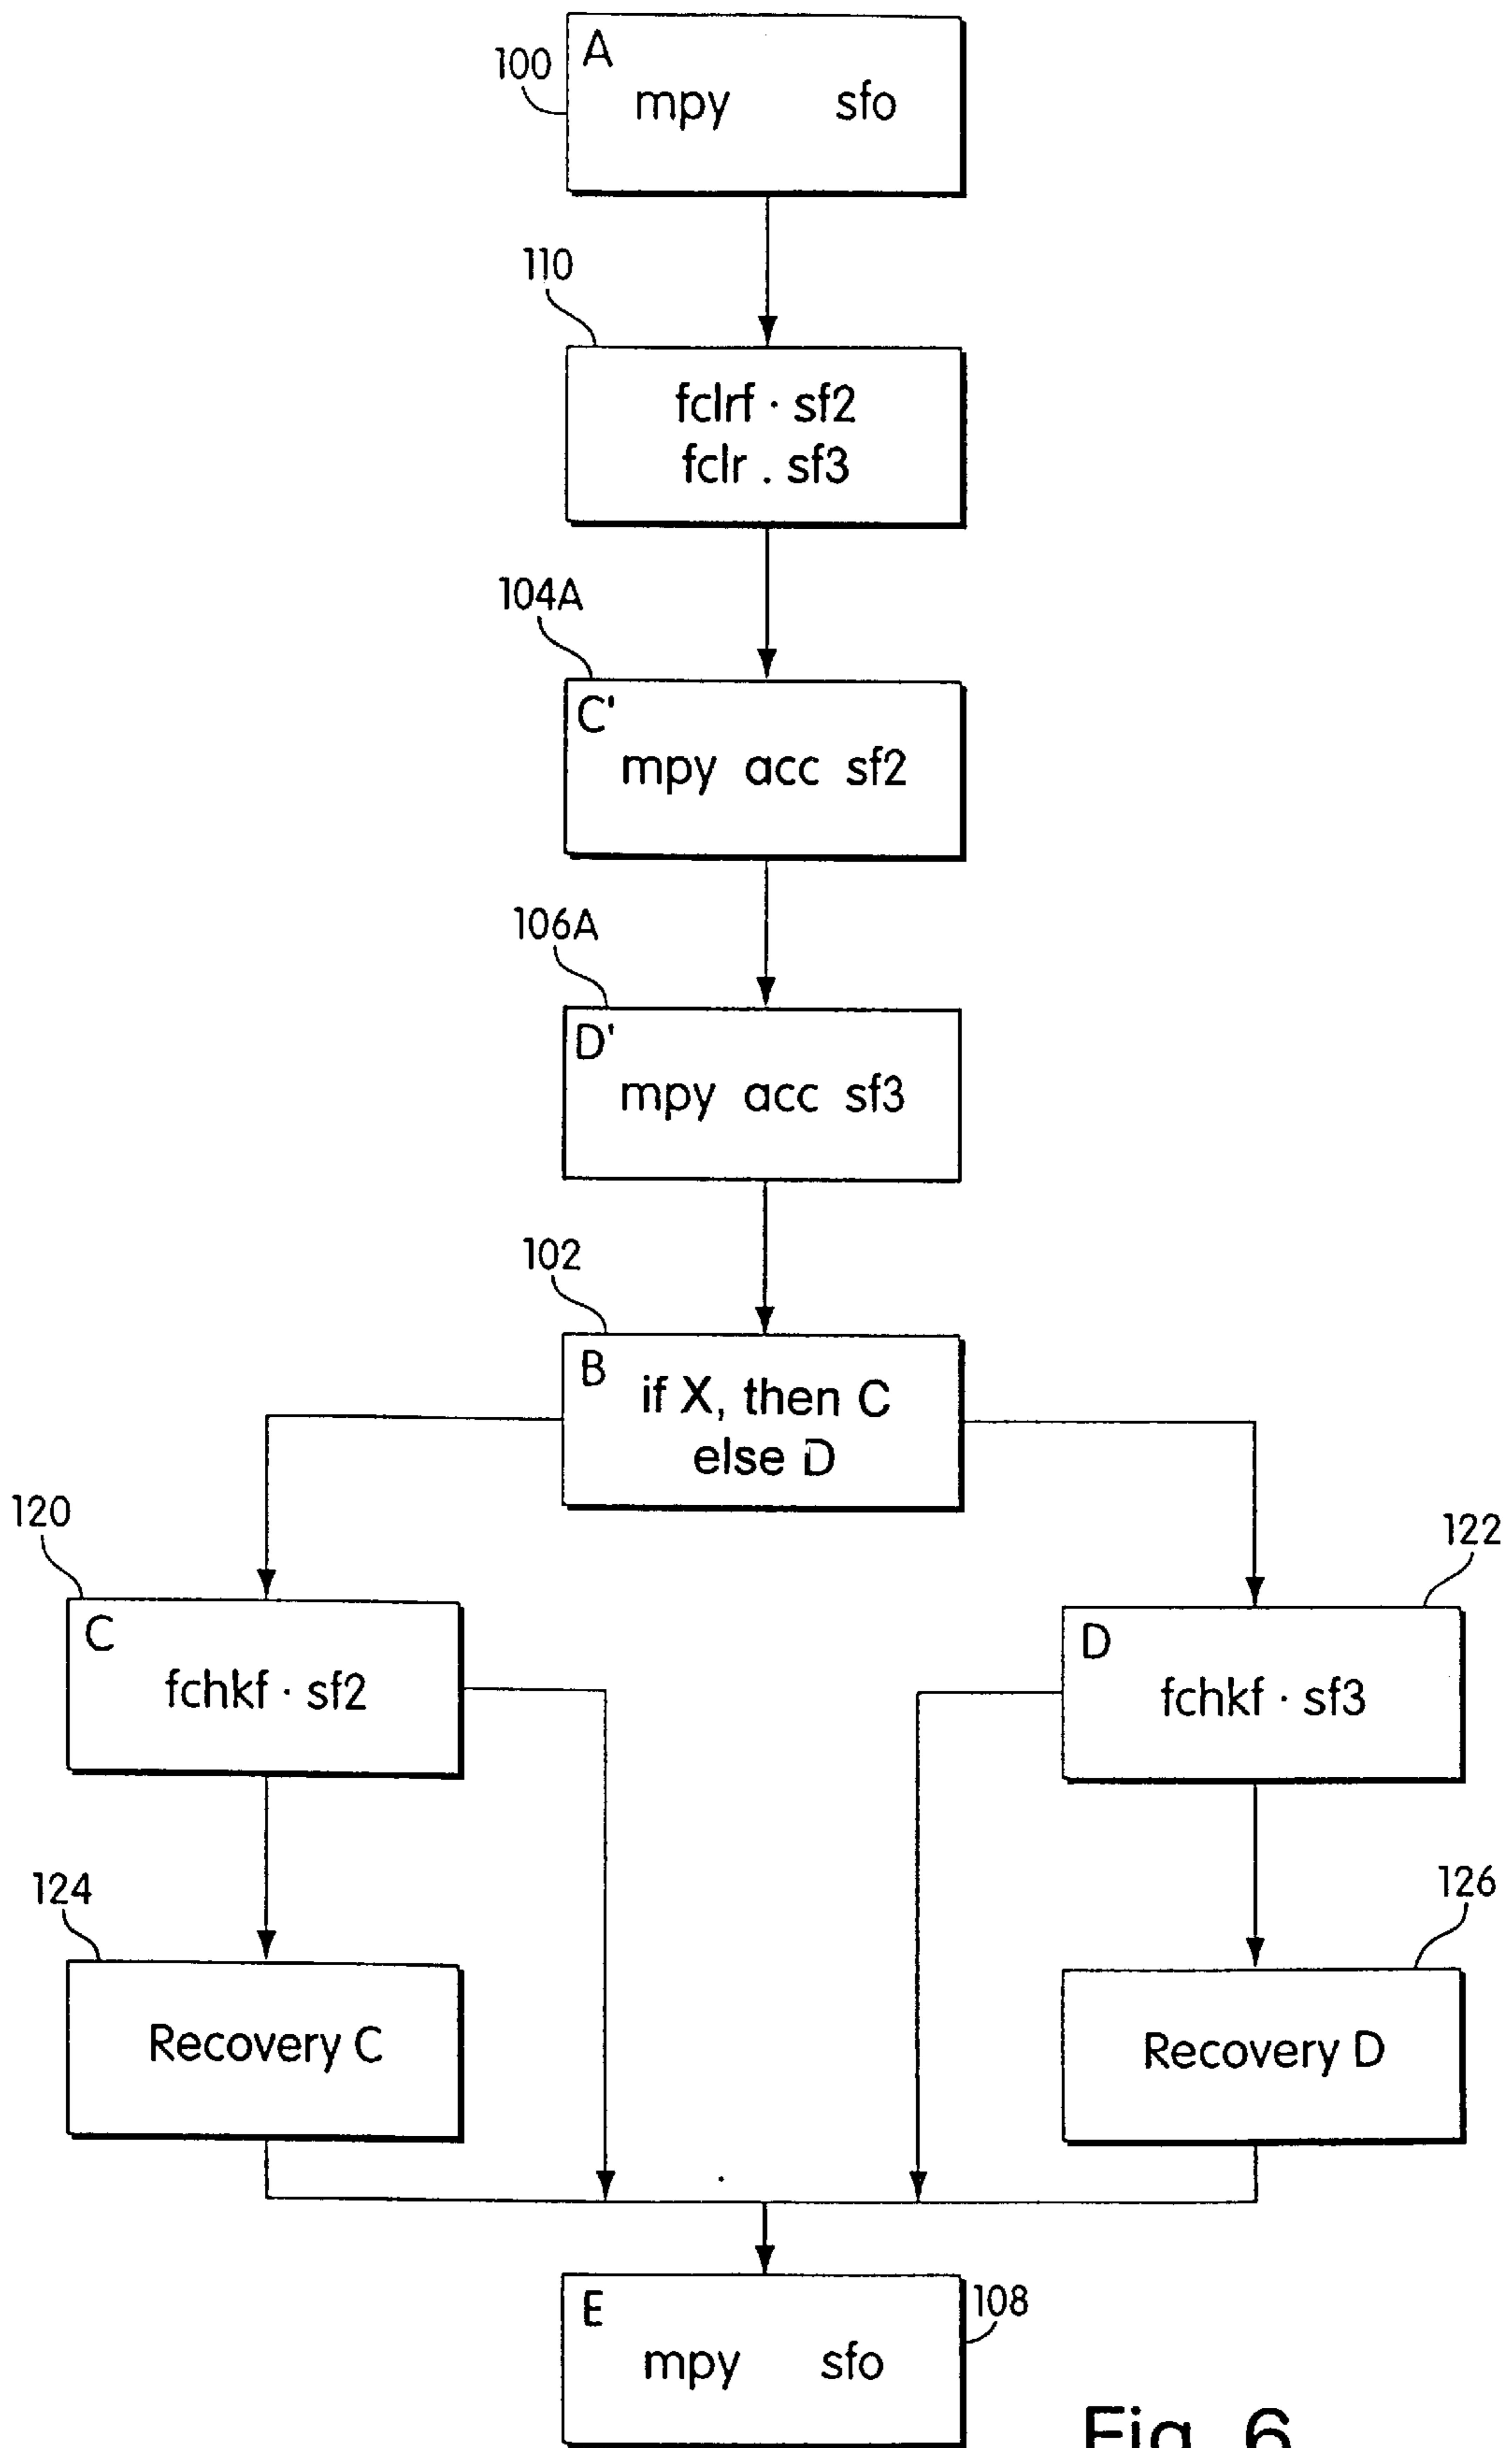 100
A
mpy sfo
110
fclrf · sf2
fclr . sf3
104A
C'
mpy acc sf2
106A
D'
mpy acc sf3
102
B
if X, then C
else D
120
C
fchkf · sf2
122
D
fchkf · sf3
124
Recovery C
126
Recovery D
E
mpy sfo
108
Fig. 6